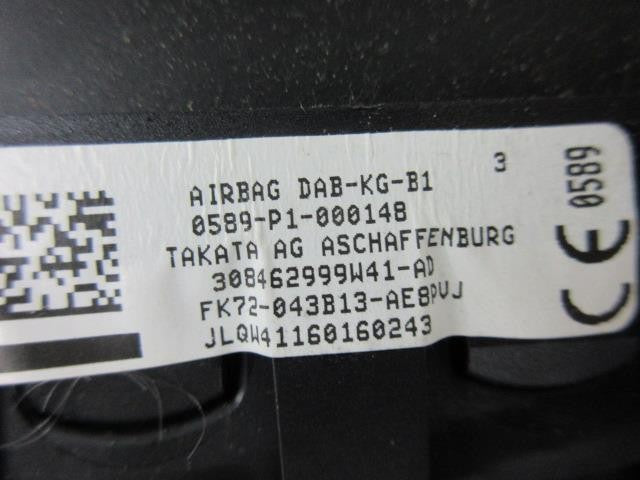 AIRBAG DAB-KG-B1
3
0589-P1-000148
TAKATA AG ASCHAFFENBURG
308462999W41-AD
FK72-043B13-AE8PVJ
JLQW41160160243
CE 0589